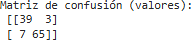 Matriz de confusión (valores):
[[39  3]
[ 7 65]]